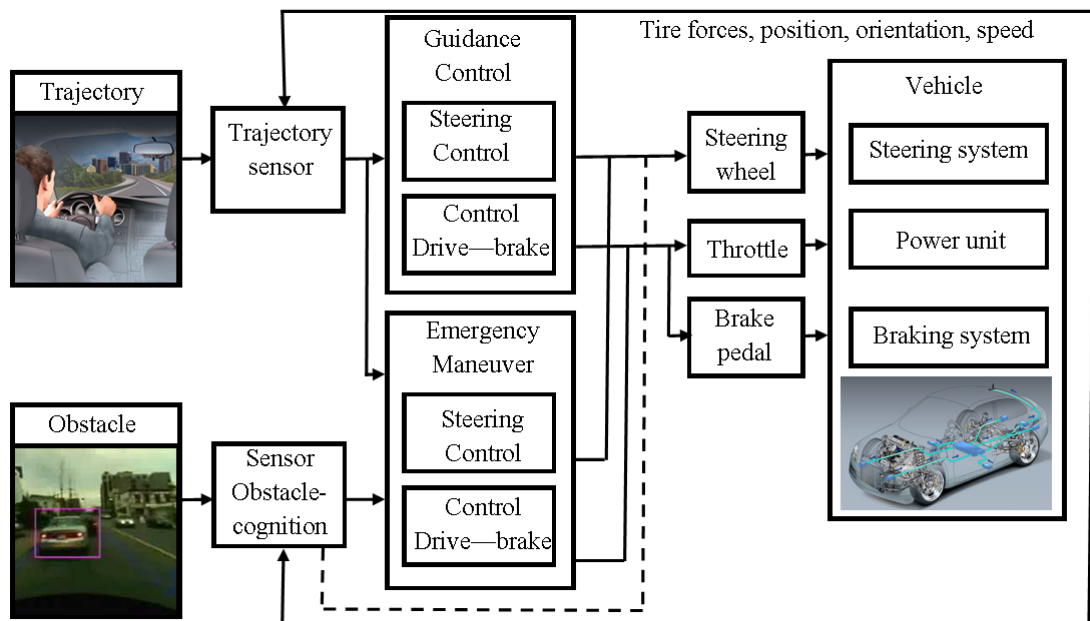 Tire forces, position, orientation, speed
Trajectory
Trajectory
sensor
Guidance
Control
Steering
Control
Control
Drive—brake
Emergency
Maneuver
Steering
Control
Control
Drive—brake
Obstacle
Sensor
Obstacle-
cognition
Steering
wheel
Throttle
Brake
pedal
Vehicle
Steering system
Power unit
Braking system